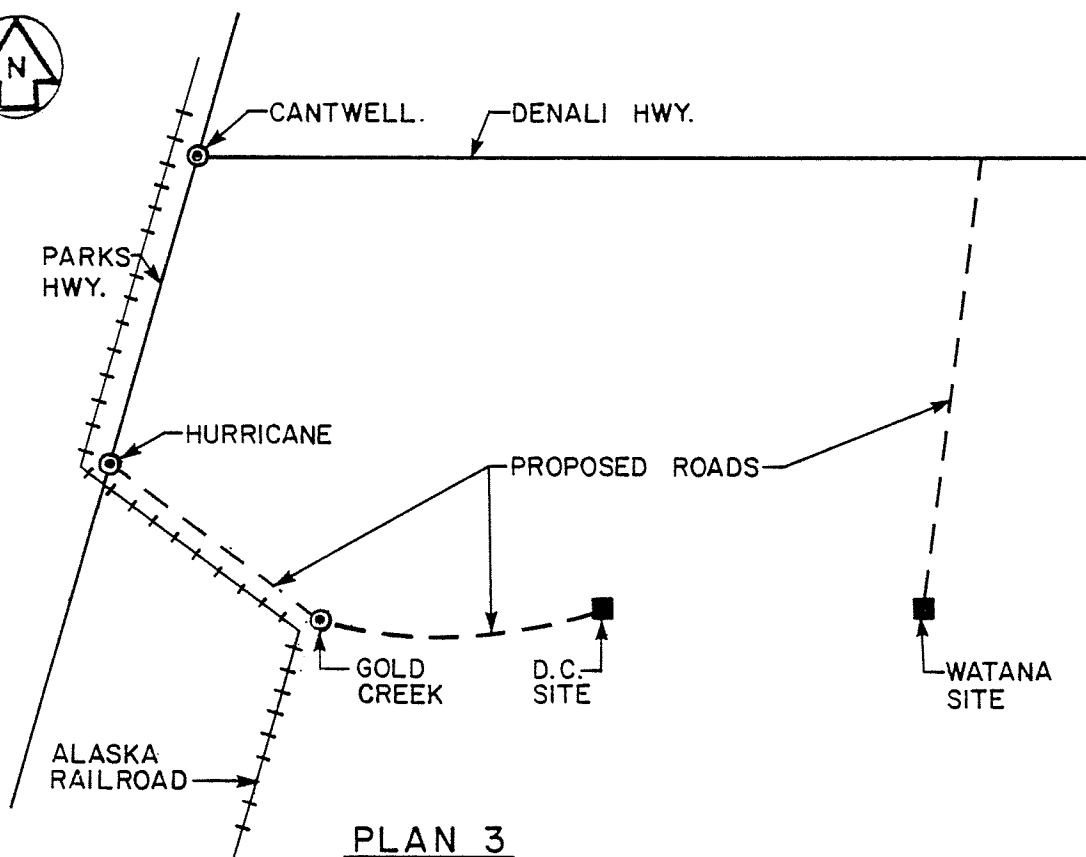 N
CANTWELL.
DENALI HWY.
PARKS
HWY.
HURRICANE
PROPOSED ROADS
GOLD
CREEK
D.C.
SITE
WATANA
SITE
ALASKA
RAILROAD
PLAN 3